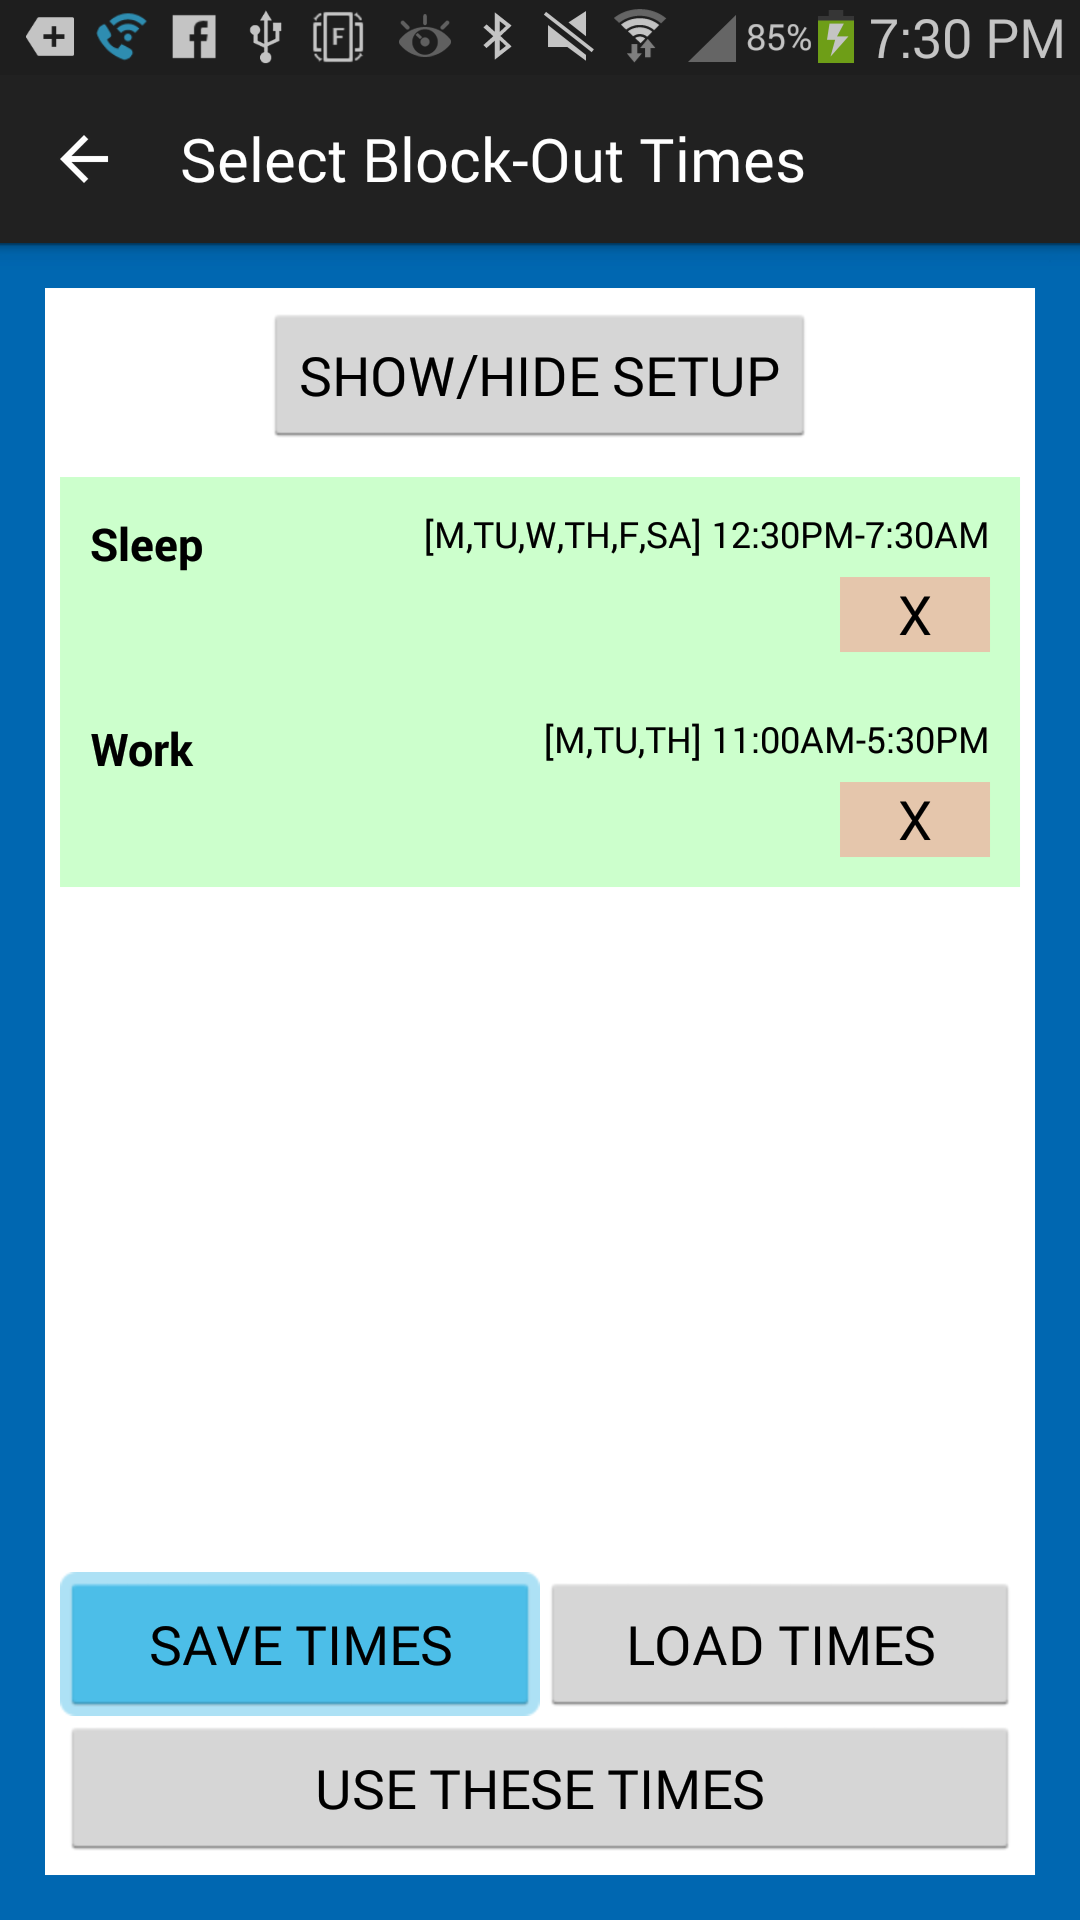 85% 7:30 PM
Select Block-Out Times
SHOW/HIDE SETUP
Sleep [M,TU,W,TH,F,SA] 12:30PM-7:30AM
X
Work [M,TU,TH] 11:00AM-5:30PM
X
SAVE TIMES LOAD TIMES
USE THESE TIMES